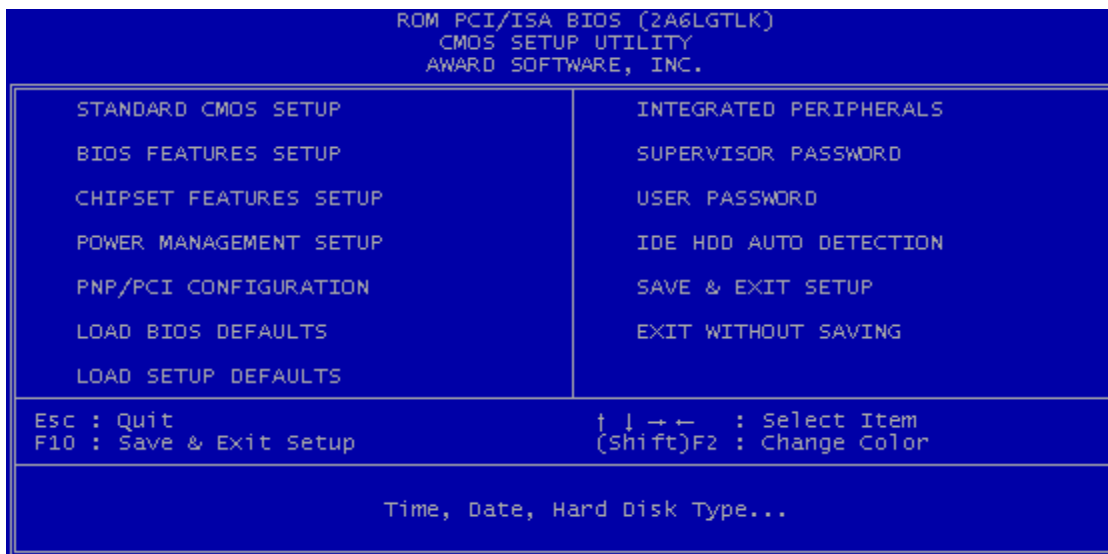 ROM PCI/ISA BIOS (2A6LGTLK)
CMOS SETUP UTILITY
AWARD SOFTWARE, INC.
STANDARD CMOS SETUP
BIOS FEATURES SETUP
CHIPSET FEATURES SETUP
POWER MANAGEMENT SETUP
PNP/PCI CONFIGURATION
LOAD BIOS DEFAULTS
LOAD SETUP DEFAULTS
INTEGRATED PERIPHERALS
SUPERVISOR PASSWORD
USER PASSWORD
IDE HDD AUTO DETECTION
SAVE & EXIT SETUP
EXIT WITHOUT SAVING
Esc : Quit
F10 : Save & Exit Setup
↑ ↓ → ← : Select Item
(Shift)F2 : Change Color
Time, Date, Hard Disk Type...